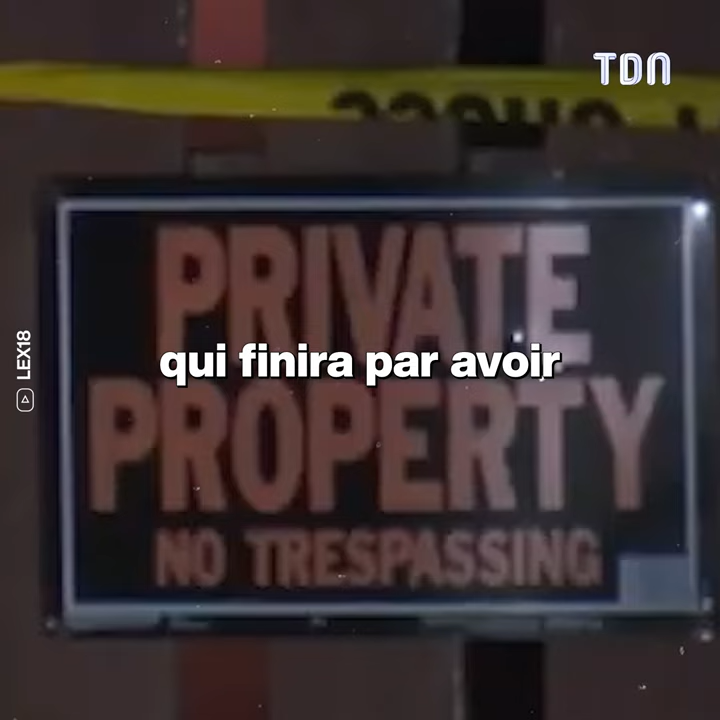 TDN
PRIVATE
qui finira par avoir
PROPERTY
NO TRESPASSING
LEX18